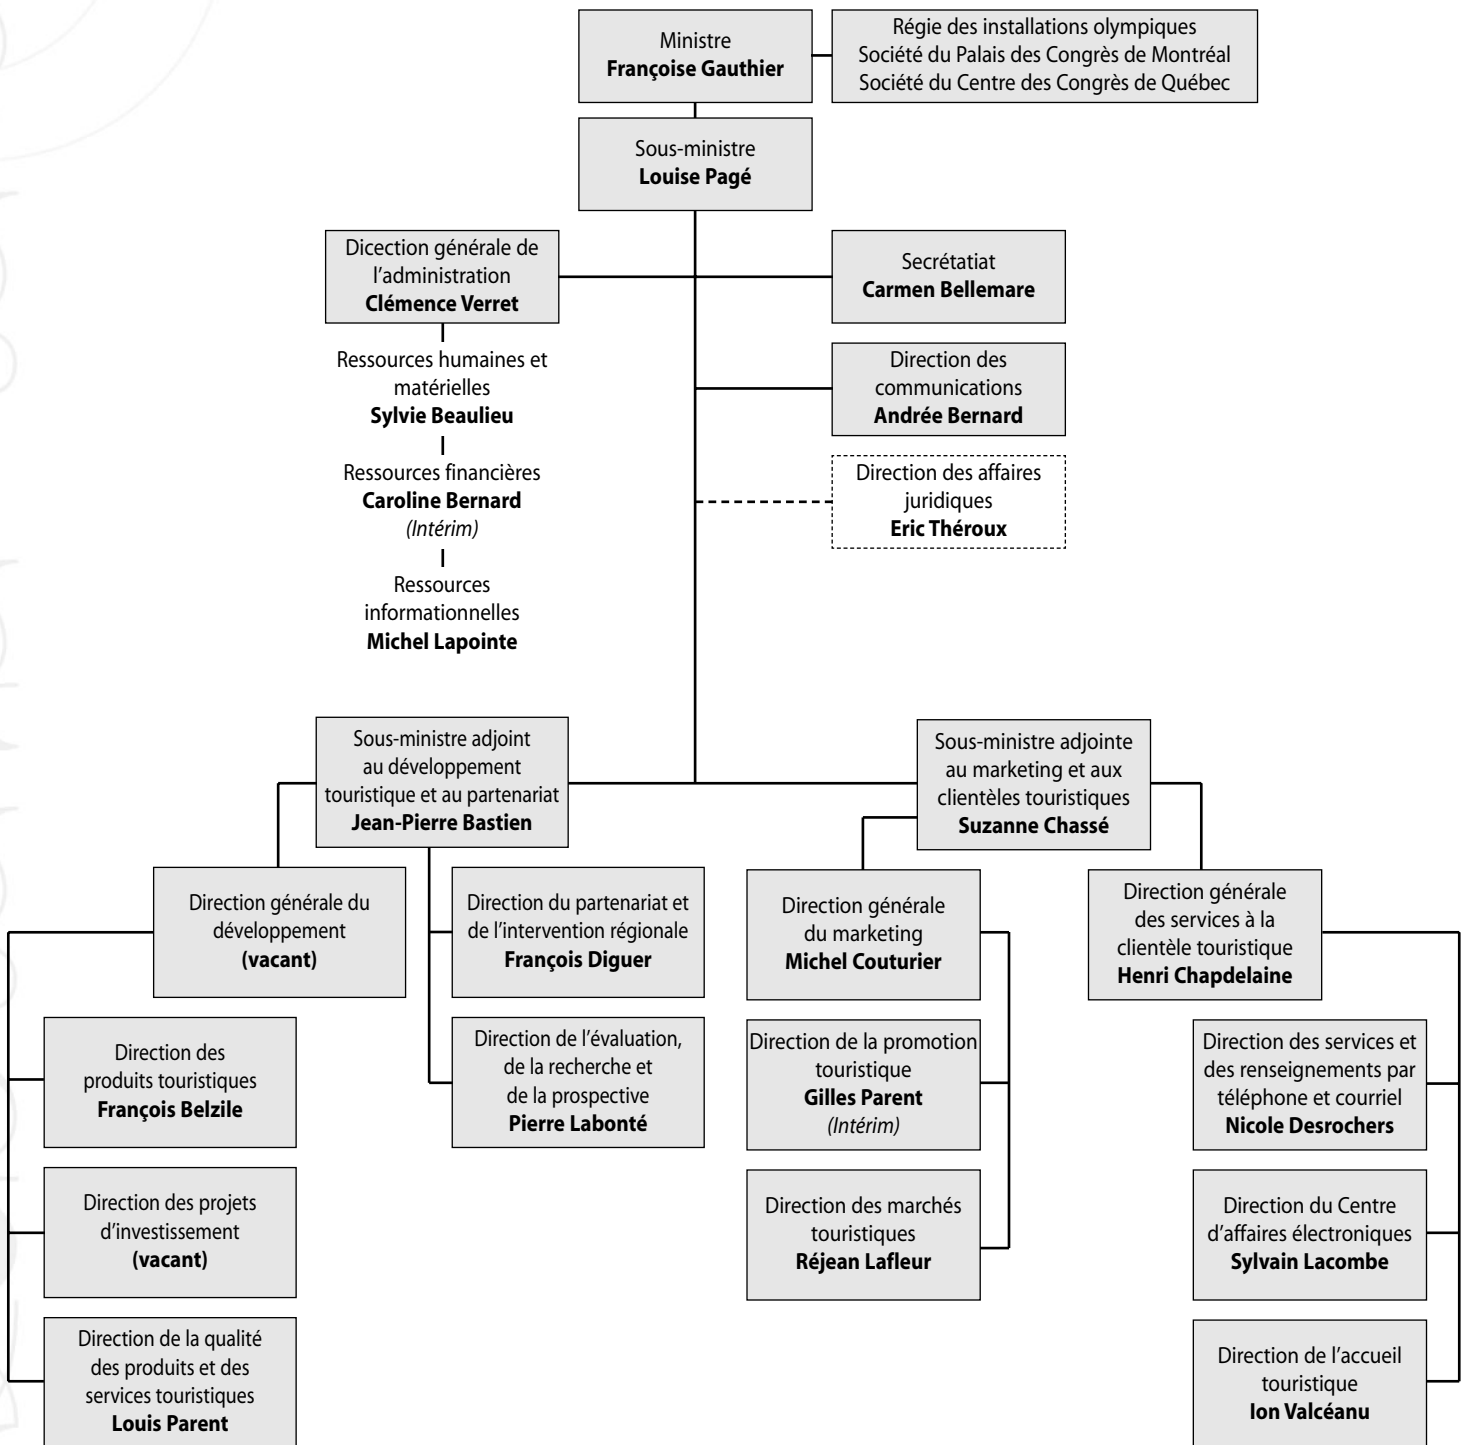 Ministre
Françoise Gauthier
Régie des installations olympiques
Société du Palais des Congrès de Montréal
Société du Centre des Congrès de Québec
Sous-ministre
Louise Pagé
Dicection générale de
l'administration
Clémence Verret
Secrétatiat
Carmen Bellemare
Ressources humaines et
matérielles
Sylvie Beaulieu
Direction des
communications
Andrée Bernard
Ressources financières
Caroline Bernard
(Intérim)
Direction des affaires
juridiques
Eric Théroux
Ressources
informationnelles
Michel Lapointe
Sous-ministre adjoint
au développement
touristique et au partenariat
Jean-Pierre Bastien
Sous-ministre adjointe
au marketing et aux
clientèles touristiques
Suzanne Chassé
Direction générale du
développement
(vacant)
Direction du partenariat et
de l'intervention régionale
François Diguer
Direction générale
du marketing
Michel Couturier
Direction générale
des services à la
clientèle touristique
Henri Chapdelaine
Direction des
produits touristiques
François Belzile
Direction de l'évaluation,
de la recherche et
de la prospective
Pierre Labonté
Direction de la promotion
touristique
Gilles Parent
(Intérim)
Direction des services et
des renseignements par
téléphone et courriel
Nicole Desrochers
Direction des projets
d'investissement
(vacant)
Direction des marchés
touristiques
Réjean Lafleur
Direction du Centre
d'affaires électroniques
Sylvain Lacombe
Direction de la qualité
des produits et des
services touristiques
Louis Parent
Direction de l'accueil
touristique
Ion Valcéanu